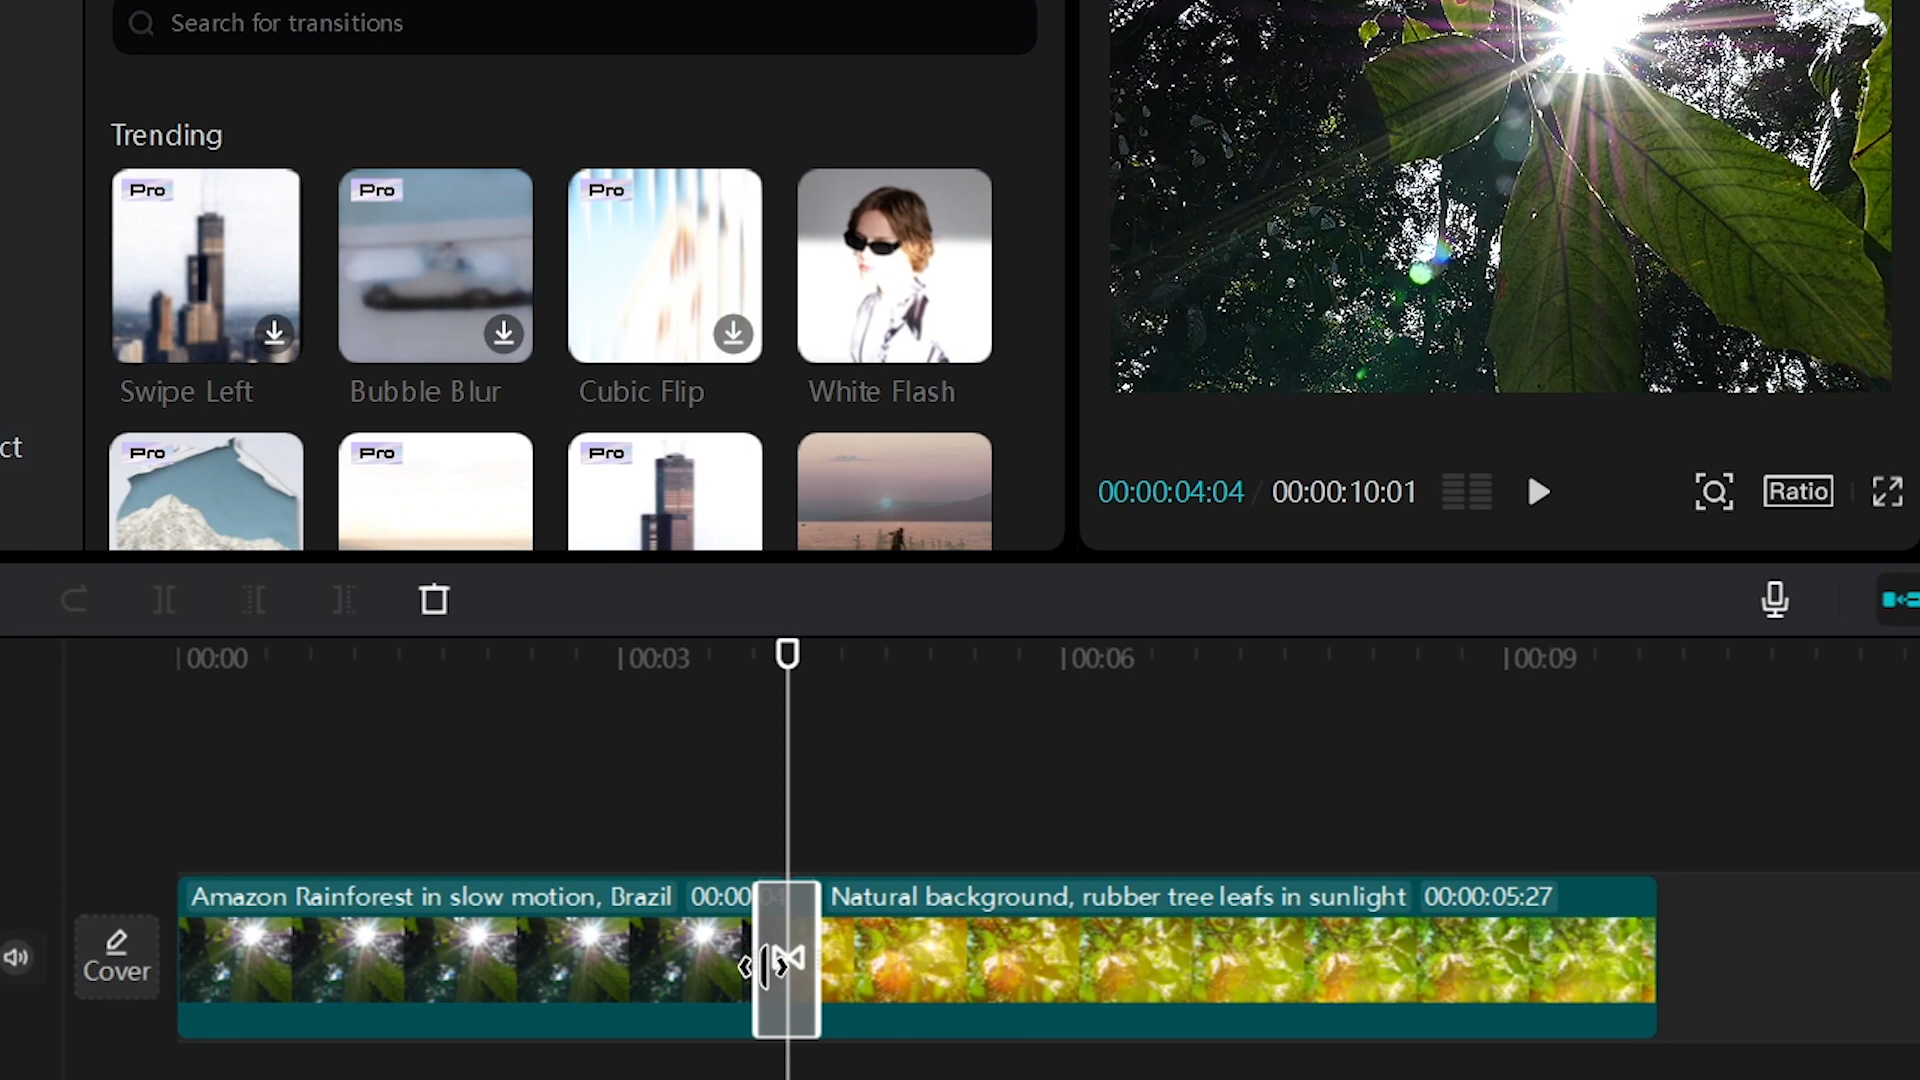 Search for transitions
Trending
Pro
Pro
Pro
Swipe Left
Bubble Blur
Cubic Flip
White Flash
ct
Pro
Pro
Pro
00:00:04:04 / 00:00:10:01
Ratio
00:00
00:03
00:06
00:09
Amazon Rainforest in slow motion, Brazil 00:00
Natural background, rubber tree leafs in sunlight 00:00:05:27
Cover